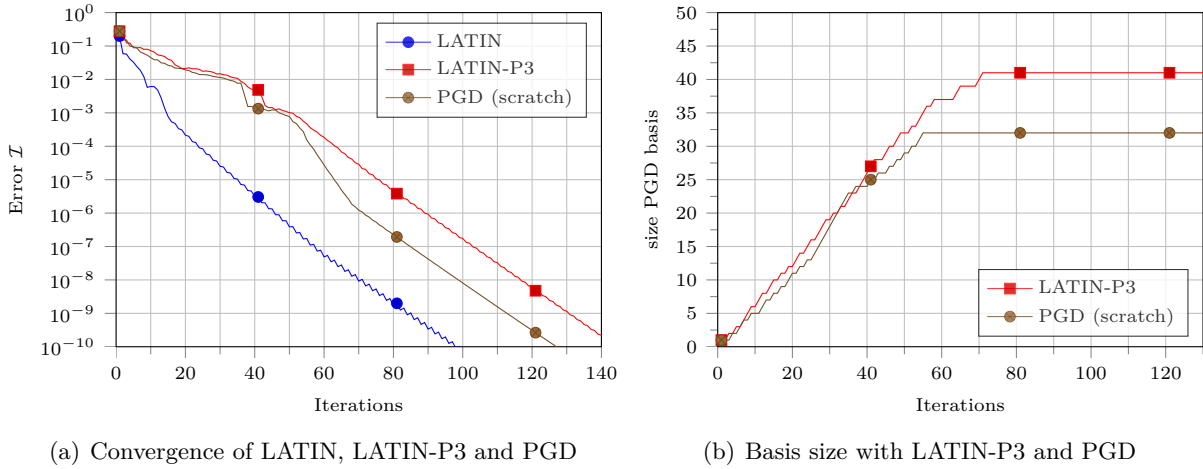 10^0
10^−1
10^−2
10^−3
10^−4
10^−5
10^−6
10^−7
10^−8
10^−9
10^−10
Error I
0 20 40 60 80 100 120 140
Iterations
LATIN
LATIN-P3
PGD (scratch)
(a) Convergence of LATIN, LATIN-P3 and PGD
50
45
40
35
30
25
20
15
10
5
0
size PGD basis
0 20 40 60 80 100 120
Iterations
LATIN-P3
PGD (scratch)
(b) Basis size with LATIN-P3 and PGD